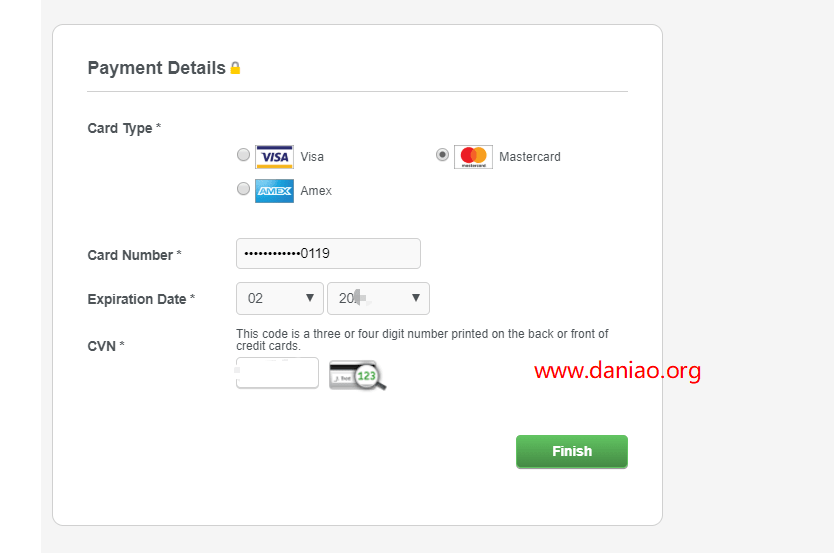 Payment Details
Card Type *
VISA Visa
mastercard Mastercard
AMEX Amex
Card Number * ••••••••••••0119
Expiration Date * 02 ▼ 20 ▼
This code is a three or four digit number printed on the back or front of
credit cards.
CVN *
123
www.daniao.org
Finish